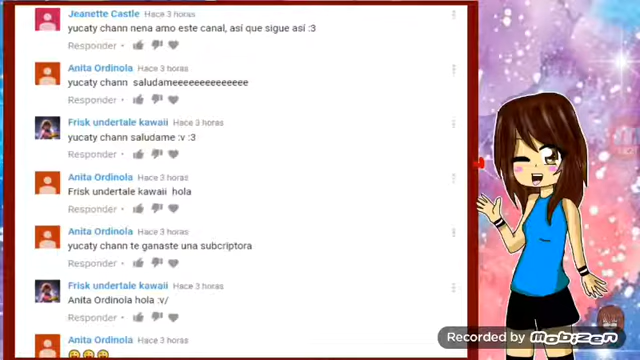 Jeanette Castle Hace 3 horas
yucaty chann nena amo este canal, así que sigue así :3
Responder ·
Anita Ordinola Hace 3 horas
yucaty chann saludameeeeeeeeeeeeee
Responder ·
Frisk undertale kawaii Hace 3 horas
yucaty chann saludame :v :3
Responder ·
Anita Ordinola Hace 3 horas
Frisk undertale kawaii hola
Responder ·
Anita Ordinola Hace 3 horas
yucaty chann te ganaste una subcriptora
Responder ·
Frisk undertale kawaii Hace 3 horas
Anita Ordinola hola :v/
Responder ·
Anita Ordinola Hace 3 horas
Recorded by Mobizen